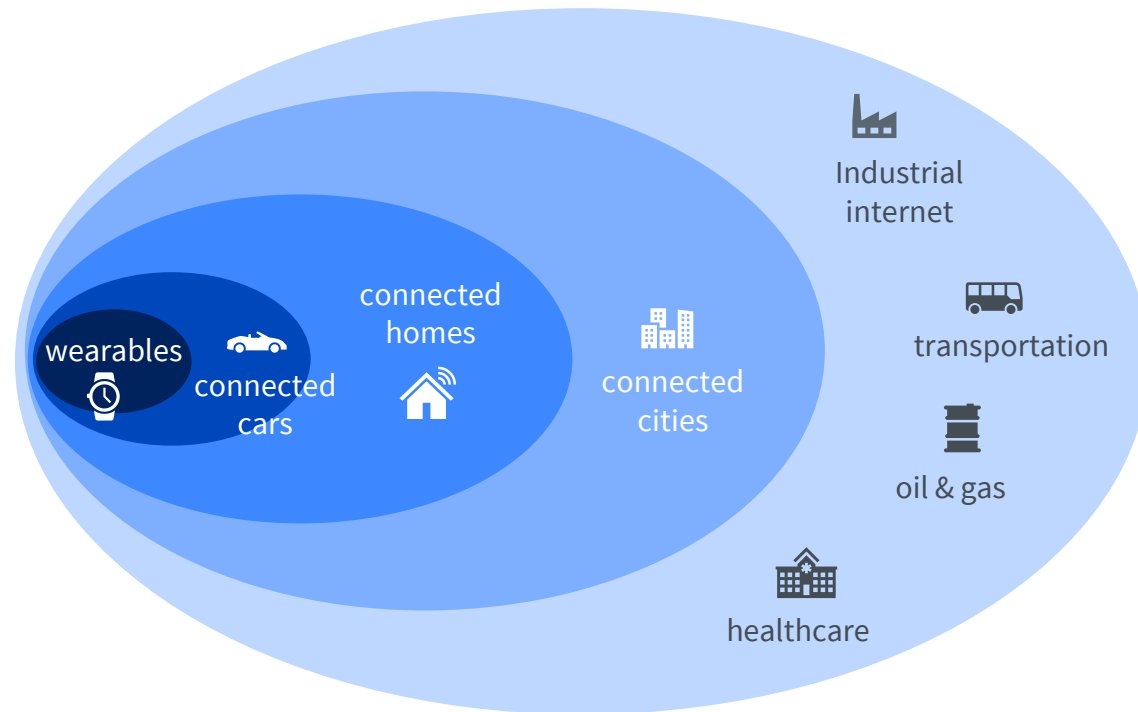 Industrial
internet
connected
homes
wearables
connected
cars
connected
cities
transportation
oil & gas
healthcare